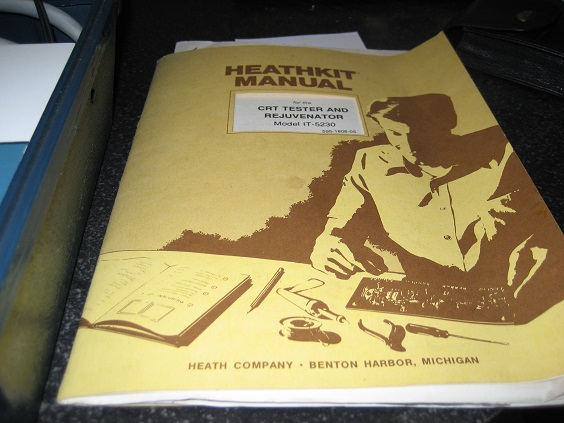 HEATHKIT
MANUAL
for the
CRT TESTER AND
REJUVENATOR
Model IT-5230
HEATH COMPANY • BENTON HARBOR, MICHIGAN